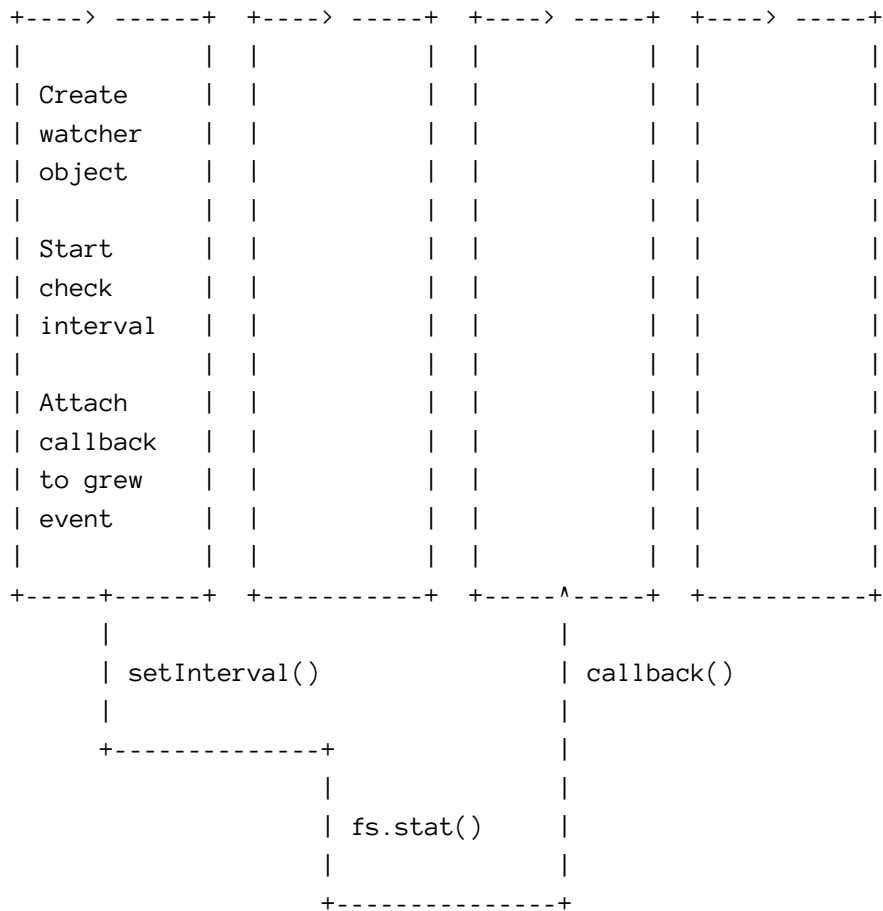 Create
watcher
object
Start
check
interval
Attach
callback
to grew
event
setInterval()
callback()
fs.stat()